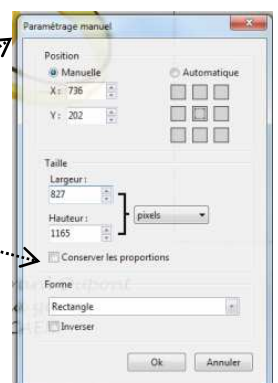 Paramétrage manuel
Position
Manuelle
Automatique
X: 736
Y: 202
Taille
Largeur :
827
Hauteur :
1165
pixels
Conserver les proportions
Forme
Rectangle
Inverser
Ok
Annuler